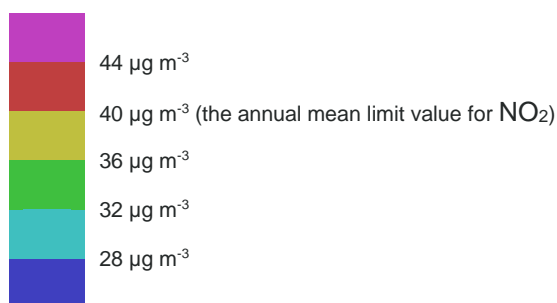 44 µg m⁻³
40 µg m⁻³ (the annual mean limit value for NO₂)
36 µg m⁻³
32 µg m⁻³
28 µg m⁻³